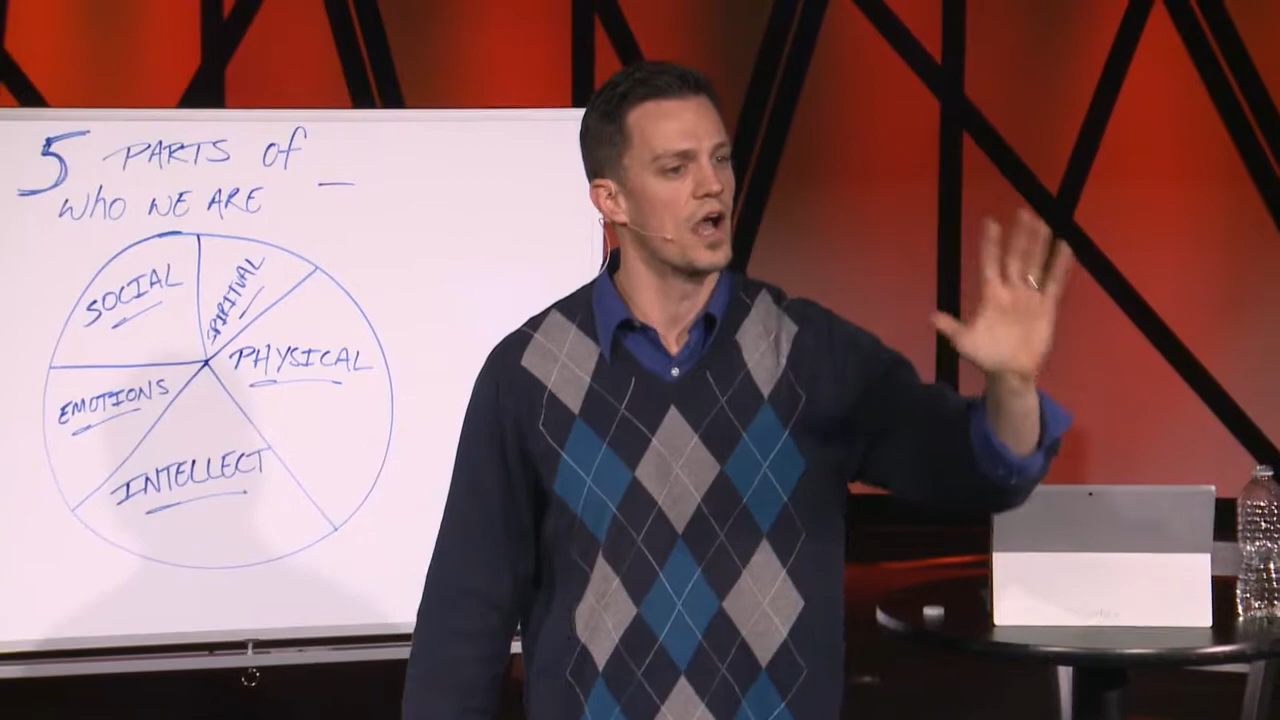 5 PARTS of
Who WE ARE
SOCIAL
SPIRITUAL
PHYSICAL
EMOTIONS
INTELLECT